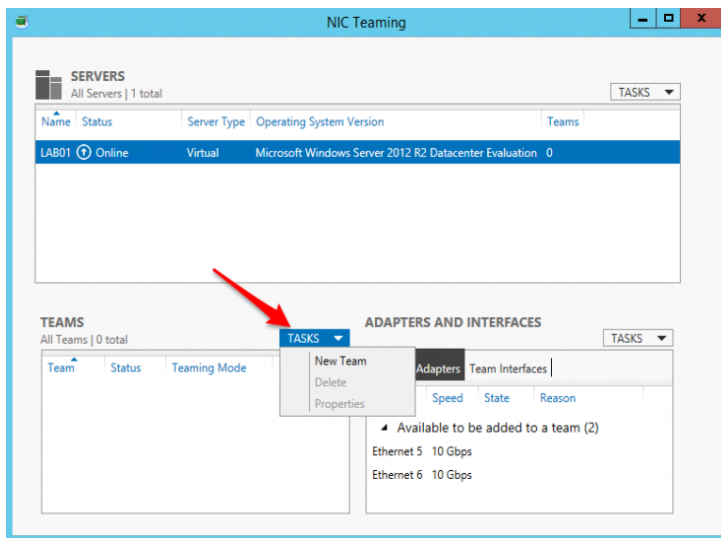 NIC Teaming
SERVERS
All Servers | 1 total
TASKS
Name Status Server Type Operating System Version Teams
LAB01 Online Virtual Microsoft Windows Server 2012 R2 Datacenter Evaluation 0
TEAMS
All Teams | 0 total
TASKS
Team Status Teaming Mode
New Team
Delete
Properties
ADAPTERS AND INTERFACES
TASKS
Adapters Team Interfaces
Speed State Reason
Available to be added to a team (2)
Ethernet 5 10 Gbps
Ethernet 6 10 Gbps